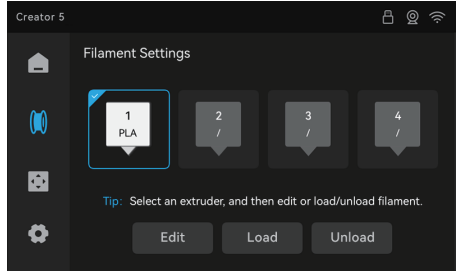 Creator 5
Filament Settings
1
PLA
2
/
3
/
4
/
Tip: Select an extruder, and then edit or load/unload filament.
Edit
Load
Unload